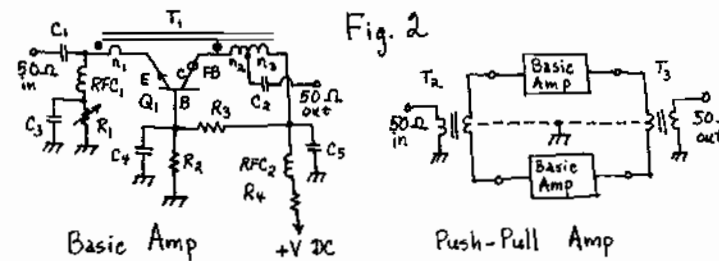 Fig. 2
T₁
C₁
50Ω
in
n₁
n₂
n₃
E
C
FB
RFC₁
Q₁
B
C₂
50Ω
out
R₃
C₃
R₁
C₄
R₂
C₅
RFC₂
R₄
+V DC
Basic Amp
T₂
50Ω
in
Basic
Amp
T₃
50Ω
out
Basic
Amp
Push-Pull Amp